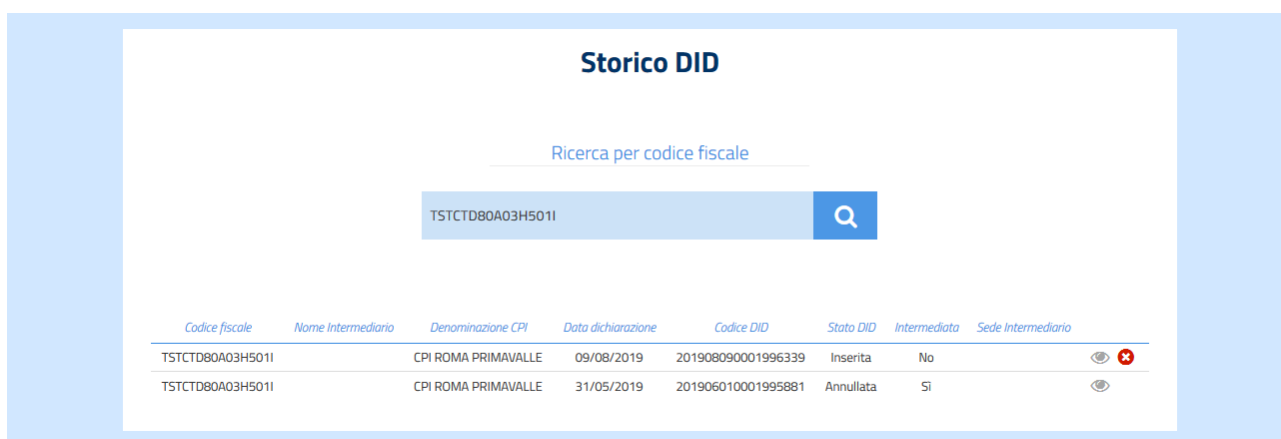 Storico DID
Ricerca per codice fiscale
TSTCTD80A03H501I
Codice fiscale Nome Intermediario Denominazione CPI Data dichiarazione Codice DID Stato DID Intermediata Sede Intermediario
TSTCTD80A03H501I CPI ROMA PRIMAVALLE 09/08/2019 201908090001996339 Inserita No
TSTCTD80A03H501I CPI ROMA PRIMAVALLE 31/05/2019 201906010001995881 Annullata Sì